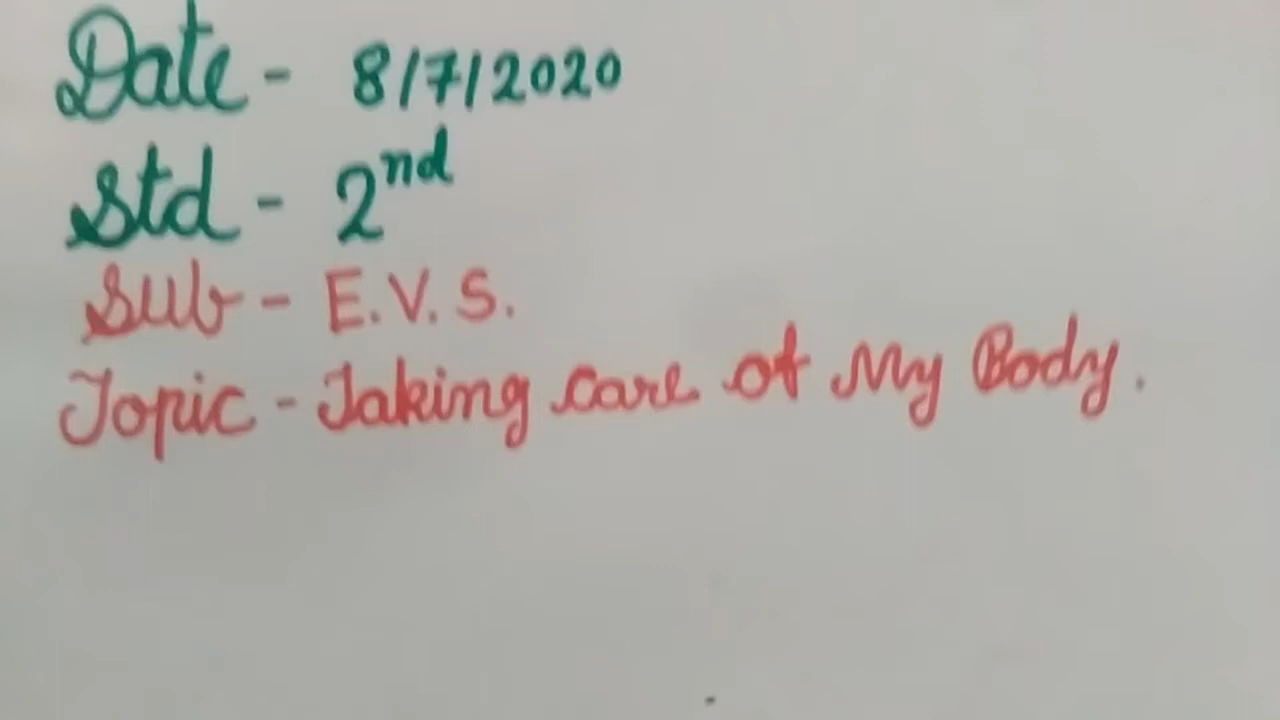 Date - 8/7/2020
Std - 2nd
Sub - E.V.S.
Topic - Taking care of My Body.